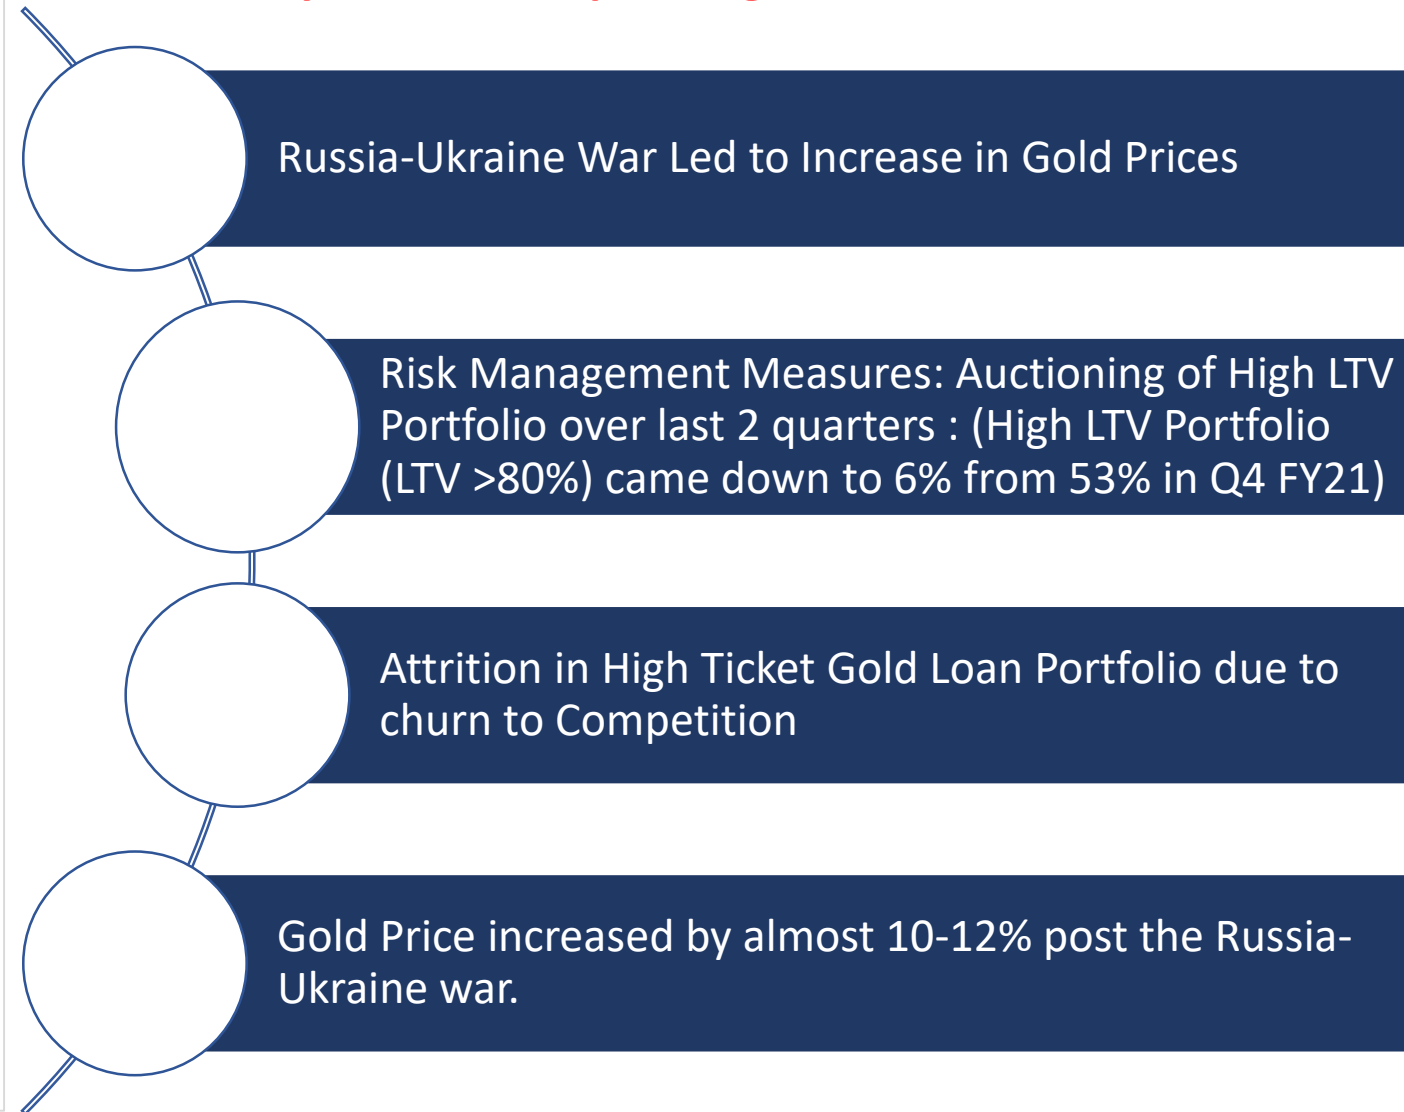 Russia-Ukraine War Led to Increase in Gold Prices
Risk Management Measures: Auctioning of High LTV
Portfolio over last 2 quarters : (High LTV Portfolio
(LTV >80%) came down to 6% from 53% in Q4 FY21)
Attrition in High Ticket Gold Loan Portfolio due to
churn to Competition
Gold Price increased by almost 10-12% post the Russia-
Ukraine war.